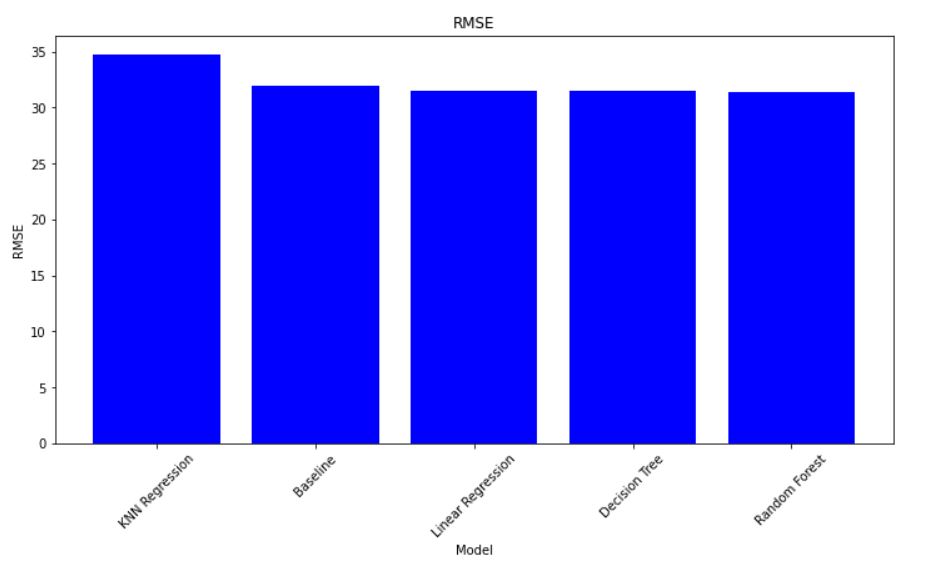 RMSE
35
30
25
20
15
10
5
0
RMSE
KNN Regression
Baseline
Linear Regression
Decision Tree
Random Forest
Model